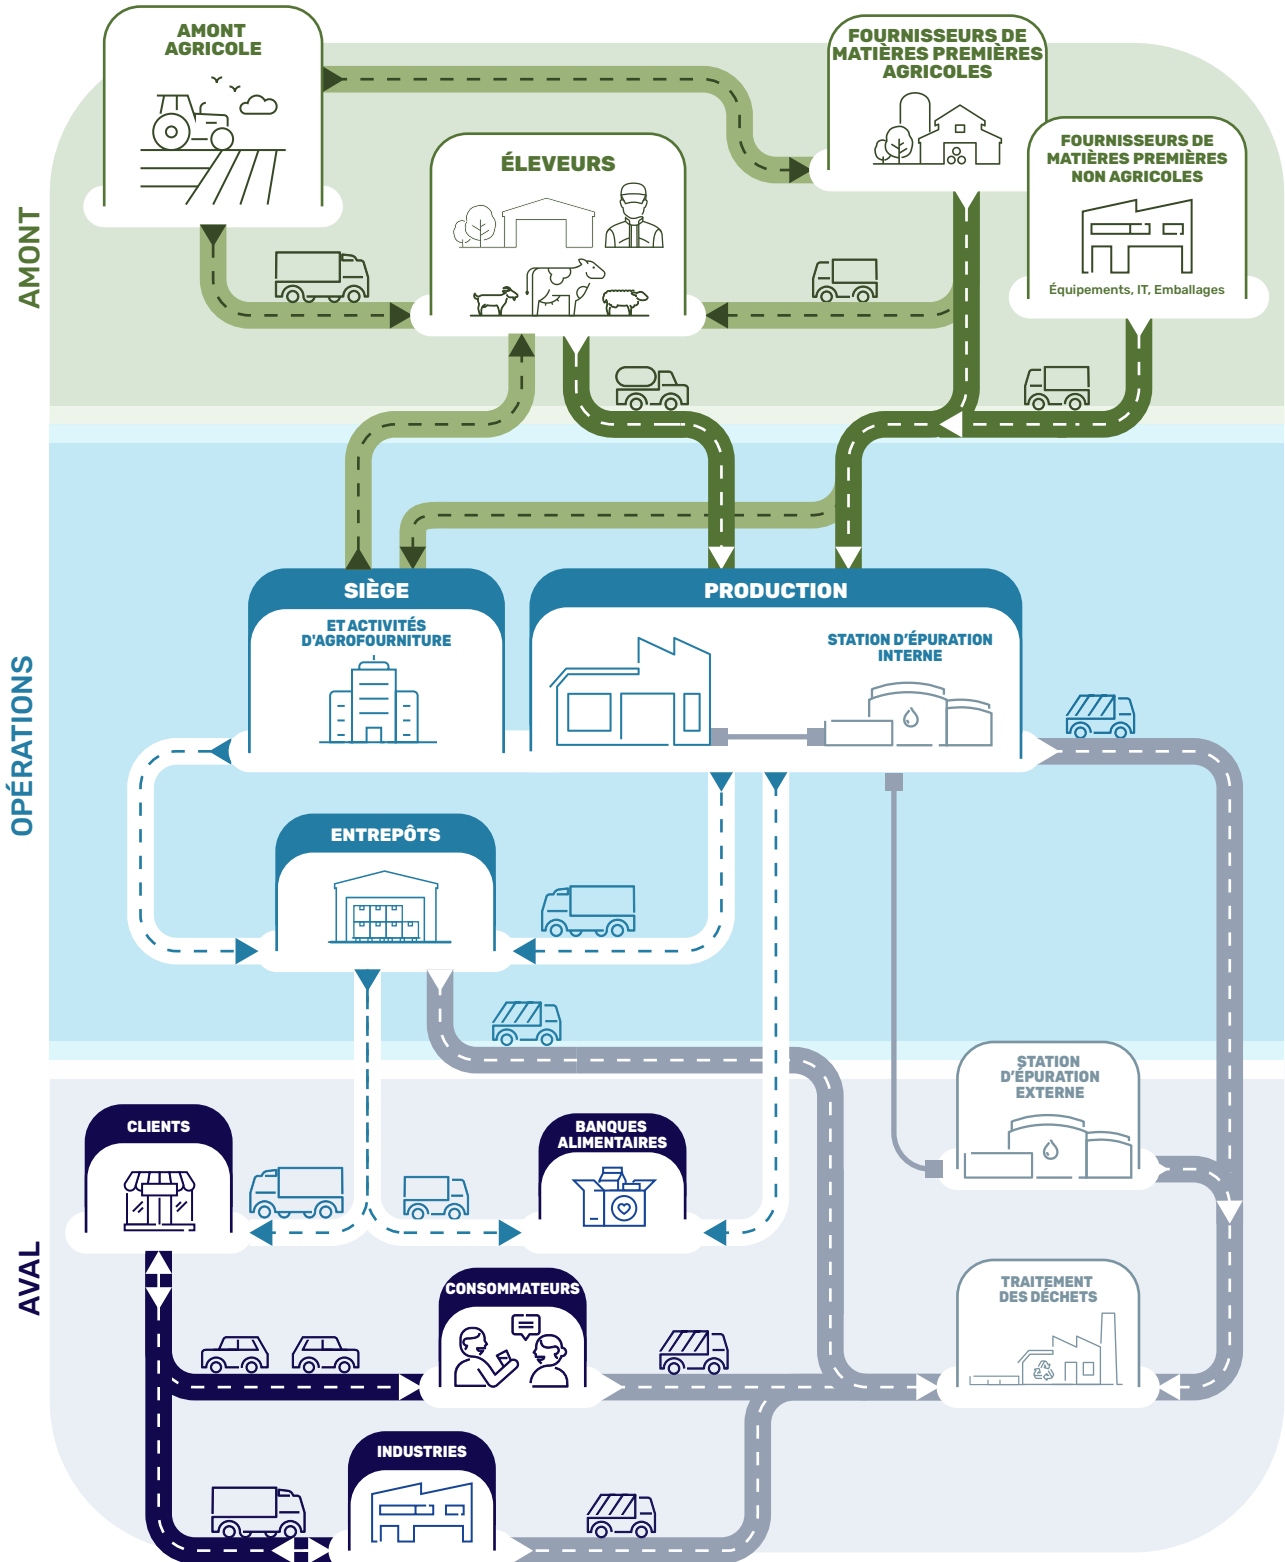 AMONT
AMONT
AGRICOLE
FOURNISSEURS DE
MATIÈRES PREMIÈRES
AGRICOLES
FOURNISSEURS DE
MATIÈRES PREMIÈRES
NON AGRICOLES
Équipements, IT, Emballages
ÉLEVEURS
OPÉRATIONS
SIÈGE
ET ACTIVITÉS
D'AGROFOURNITURE
PRODUCTION
STATION D'ÉPURATION
INTERNE
ENTREPÔTS
AVAL
STATION
D'ÉPURATION
EXTERNE
CLIENTS
BANQUES
ALIMENTAIRES
CONSOMMATEURS
TRAITEMENT
DES DÉCHETS
INDUSTRIES